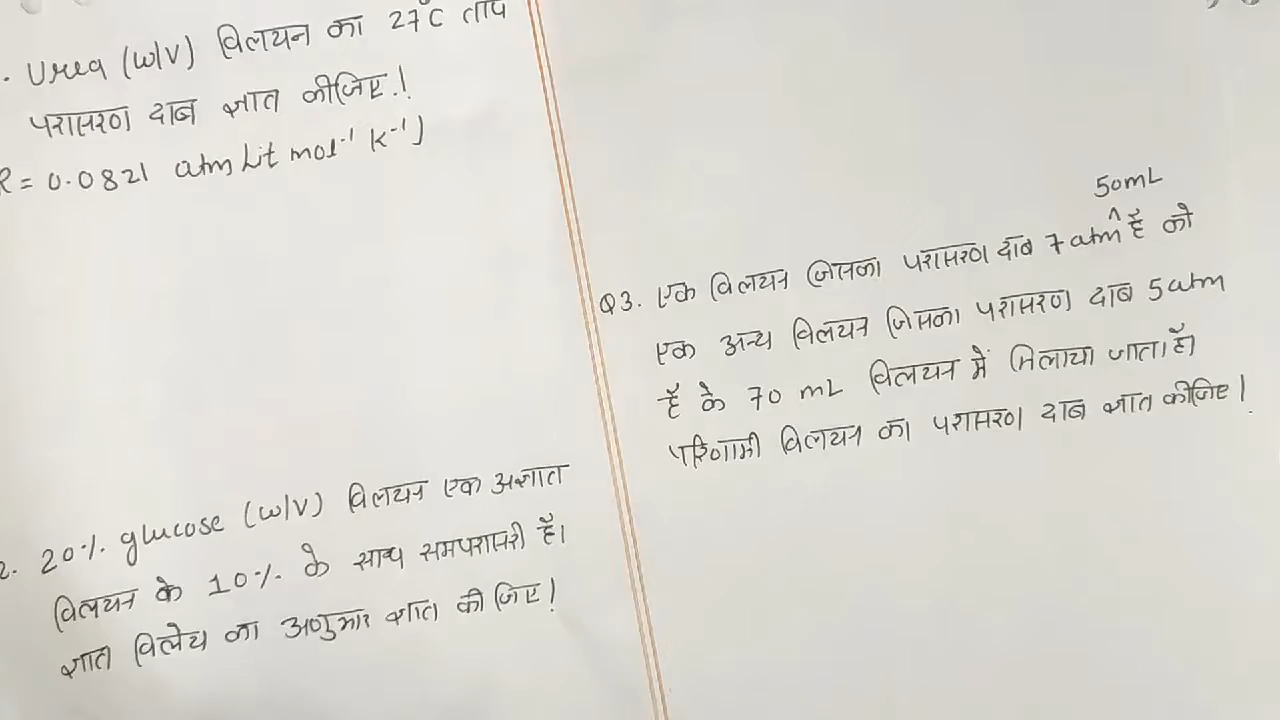 . Urea (w/v) विलयन का 27°C ताप
परासरण दाब ज्ञात कीजिए.!
R = 0.0821 atm Lit mol⁻¹ K⁻¹)
2. 20% glucose (w/v) विलयन एक अज्ञात
विलयन के 10% के साथ समपरासरी है।
ज्ञात विलेय का अणुभार ज्ञात कीजिए!
50mL
Q3. एक विलयन जिसका परासरण दाब 7 atm ^ है को
एक अन्य विलयन जिसका परासरण दाब 5 atm
है के 70 mL विलयन में मिलाया जाता है।
परिणामी विलयन का परासरण दाब ज्ञात कीजिए।